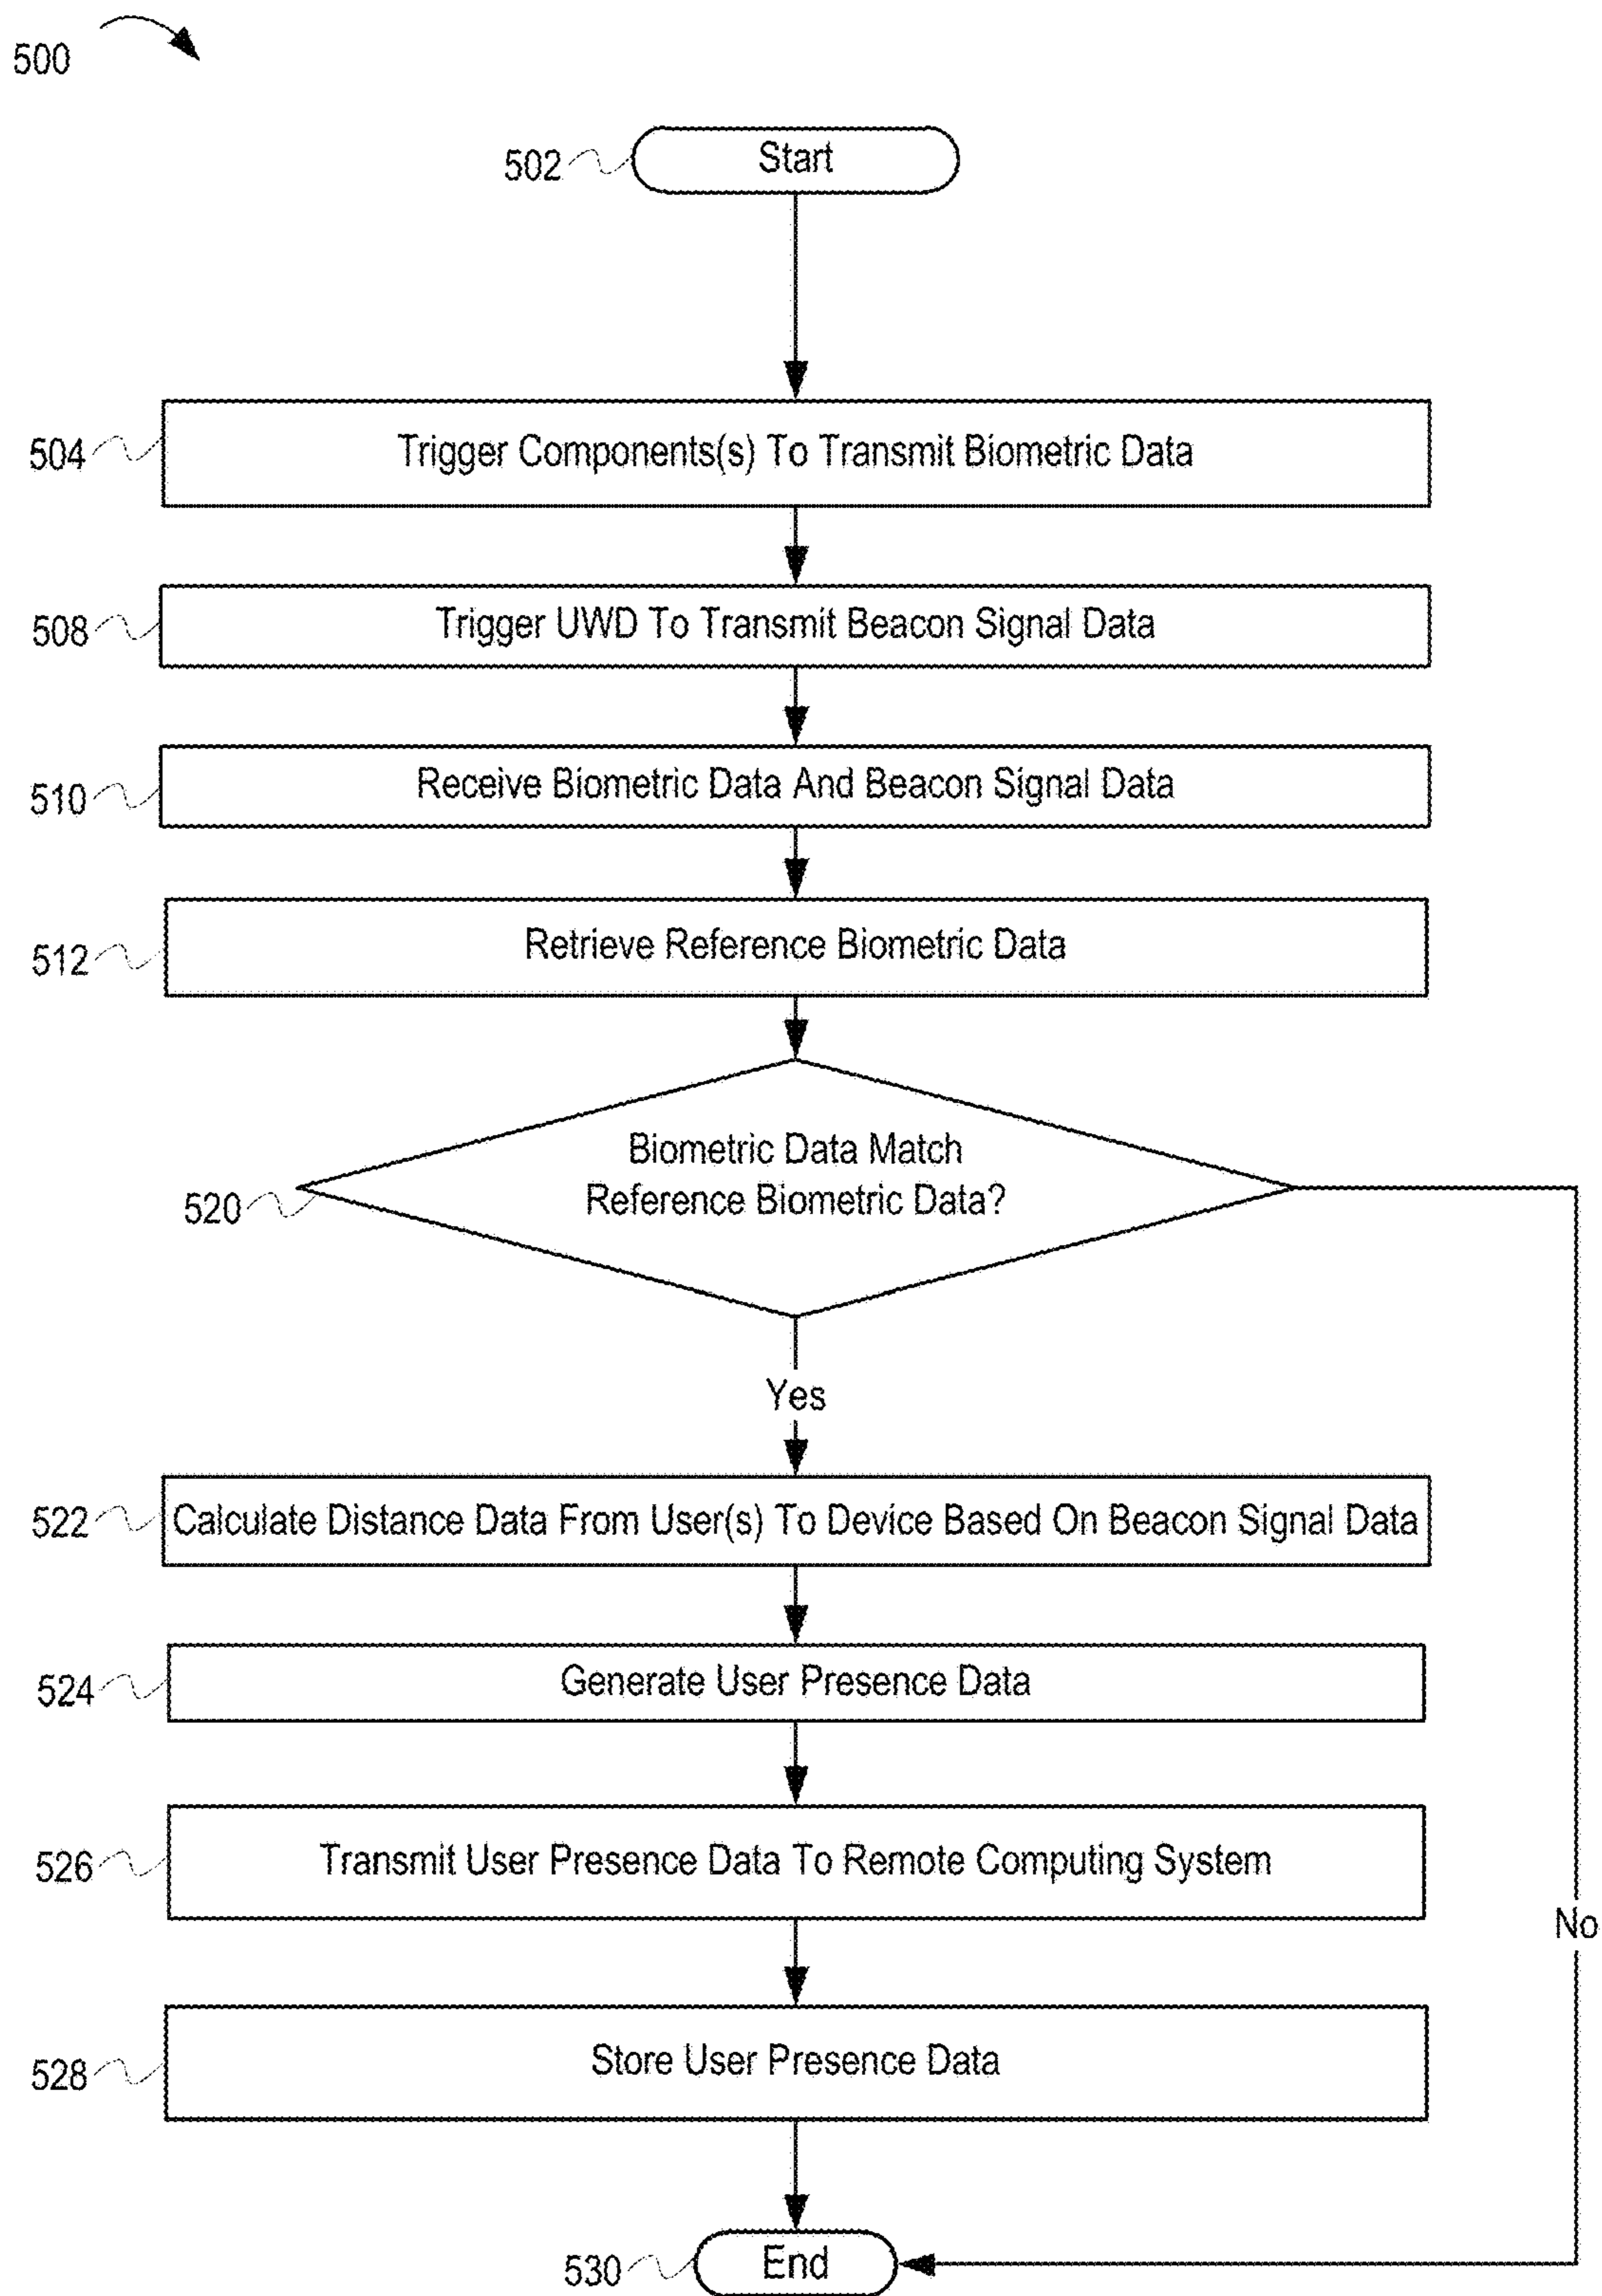 500
502
Start
504
Trigger Components(s) To Transmit Biometric Data
508
Trigger UWD To Transmit Beacon Signal Data
510
Receive Biometric Data And Beacon Signal Data
512
Retrieve Reference Biometric Data
520
Biometric Data Match
Reference Biometric Data?
Yes
522
Calculate Distance Data From User(s) To Device Based On Beacon Signal Data
524
Generate User Presence Data
526
Transmit User Presence Data To Remote Computing System
No
528
Store User Presence Data
530
End